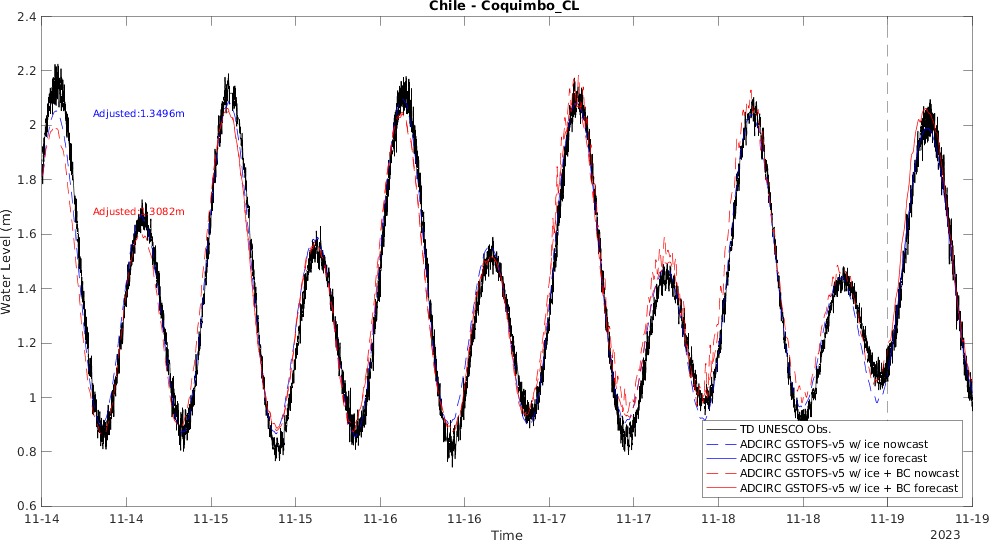 Chile - Coquimbo_CL
2.4
2.2
2
1.8
1.6
1.4
1.2
1
0.8
0.6
Water Level (m)
Adjusted:1.3496m
Adjusted: 3082m
TD UNESCO Obs.
ADCIRC GSTOFS-v5 w/ ice nowcast
ADCIRC GSTOFS-v5 w/ ice forecast
ADCIRC GSTOFS-v5 w/ ice + BC nowcast
ADCIRC GSTOFS-v5 w/ ice + BC forecast
11-14 11-14 11-15 11-15 11-16 11-16 11-17 11-17 11-18 11-18 11-19 11-19
Time
2023